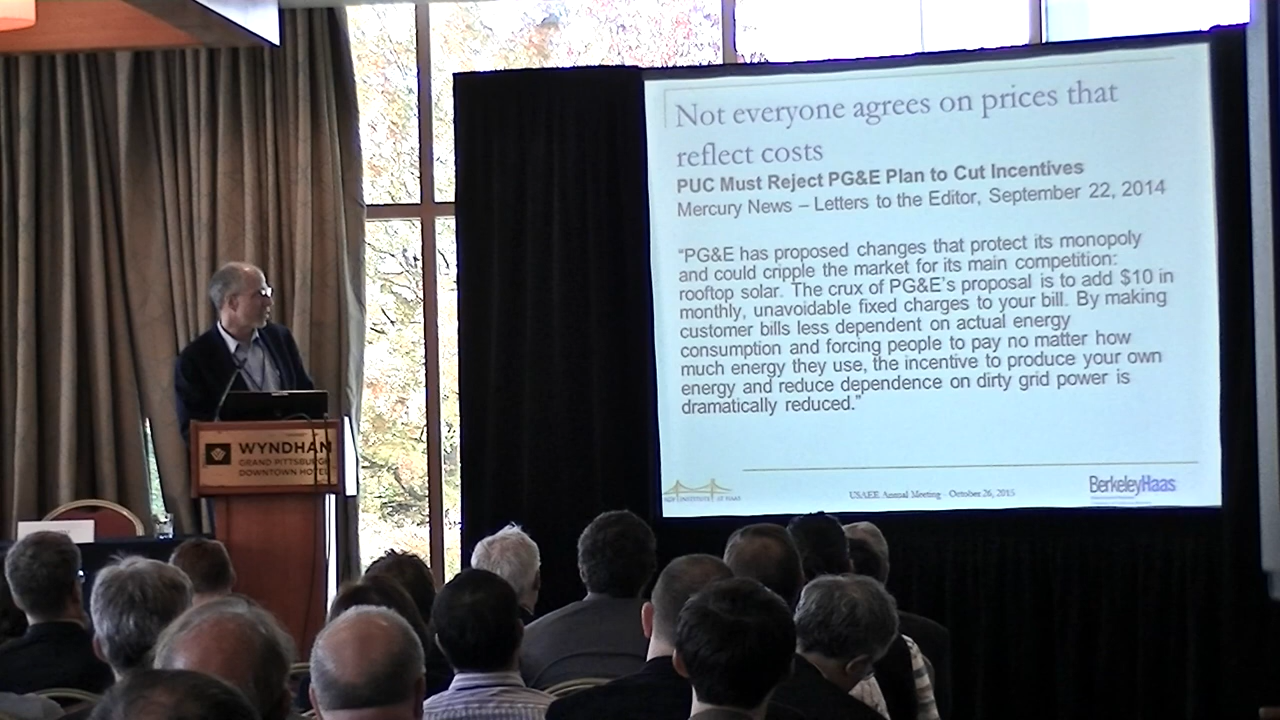 Not everyone agrees on prices that
reflect costs
PUC Must Reject PG&E Plan to Cut Incentives
Mercury News – Letters to the Editor, September 22, 2014
"PG&E has proposed changes that protect its monopoly
and could cripple the market for its main competition:
rooftop solar. The crux of PG&E's proposal is to add $10 in
monthly, unavoidable fixed charges to your bill. By making
customer bills less dependent on actual energy
consumption and forcing people to pay no matter how
much energy they use, the incentive to produce your own
energy and reduce dependence on dirty grid power is
dramatically reduced."
AT HAAS
USAEE Annual Meeting - October 26, 2015
BerkeleyHaas
WYNDHAM
GRAND PITTSBURGH
DOWNTOWN HOTEL